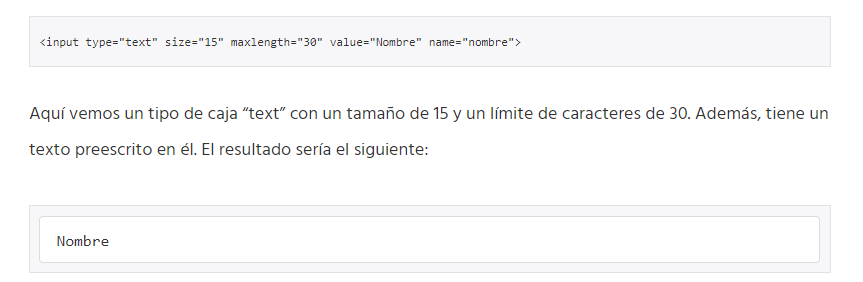 <input type="text" size="15" maxlength="30" value="Nombre" name="nombre">
Aquí vemos un tipo de caja “text” con un tamaño de 15 y un límite de caracteres de 30. Además, tiene un
texto preescrito en él. El resultado sería el siguiente:
Nombre